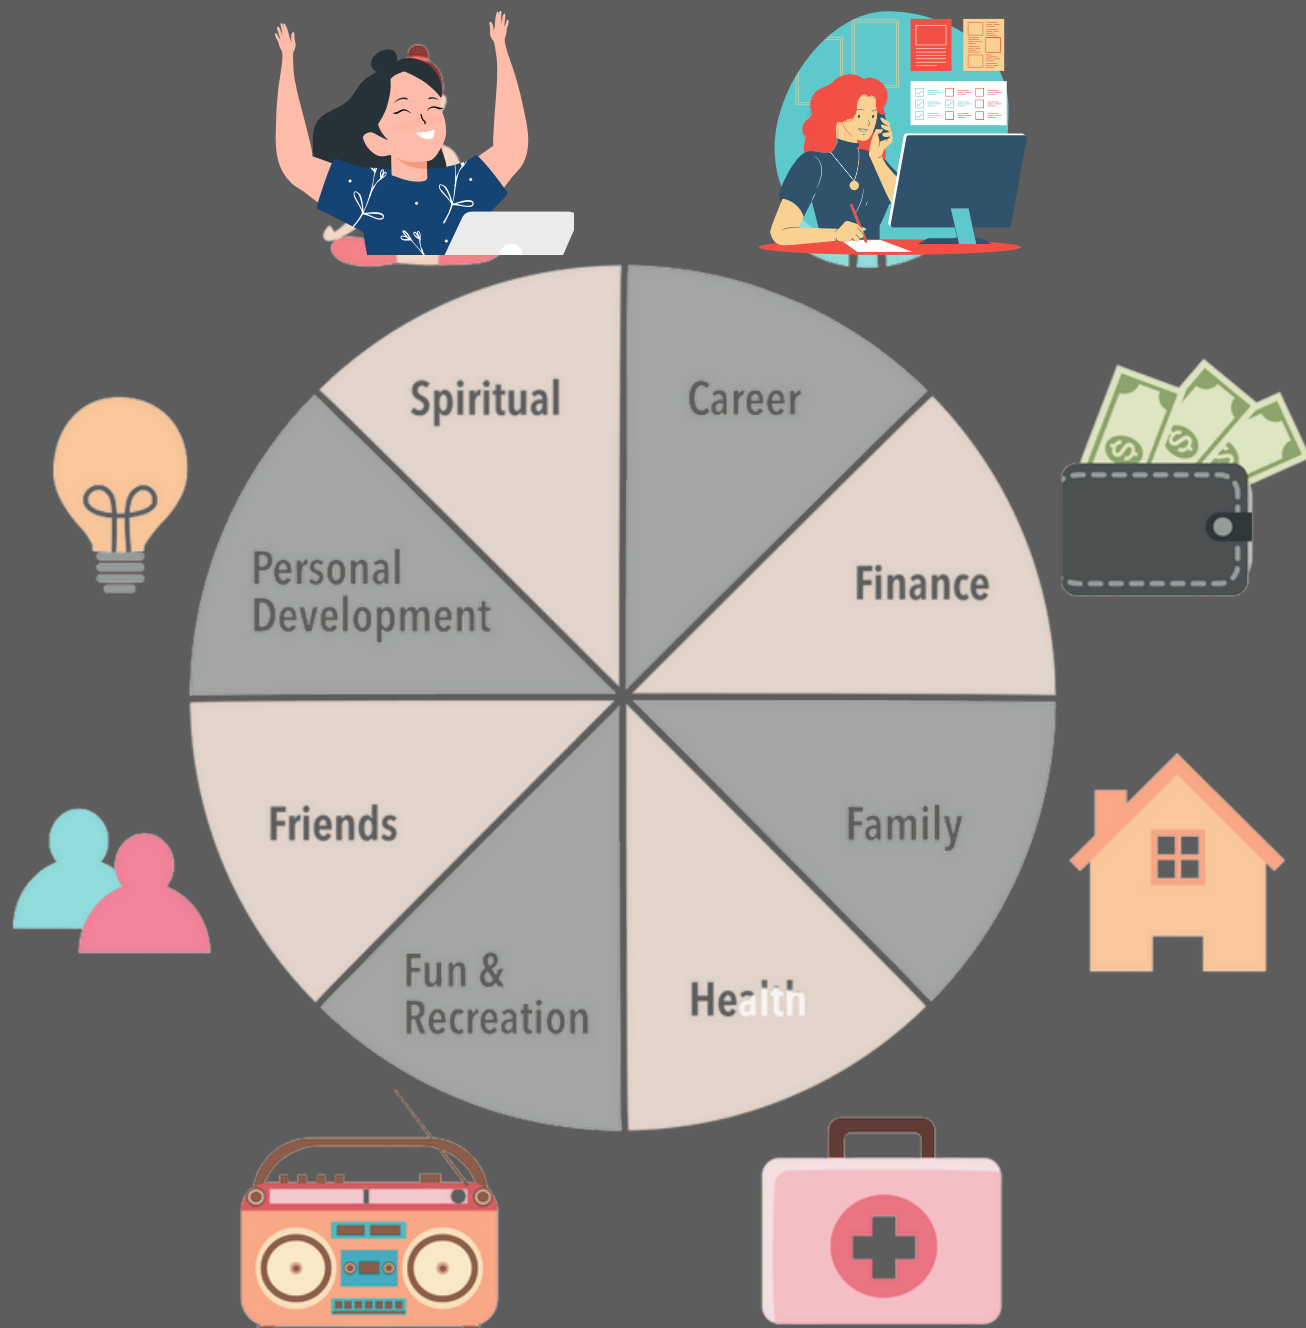 Spiritual
Career
Finance
Family
Health
Fun &
Recreation
Friends
Personal
Development